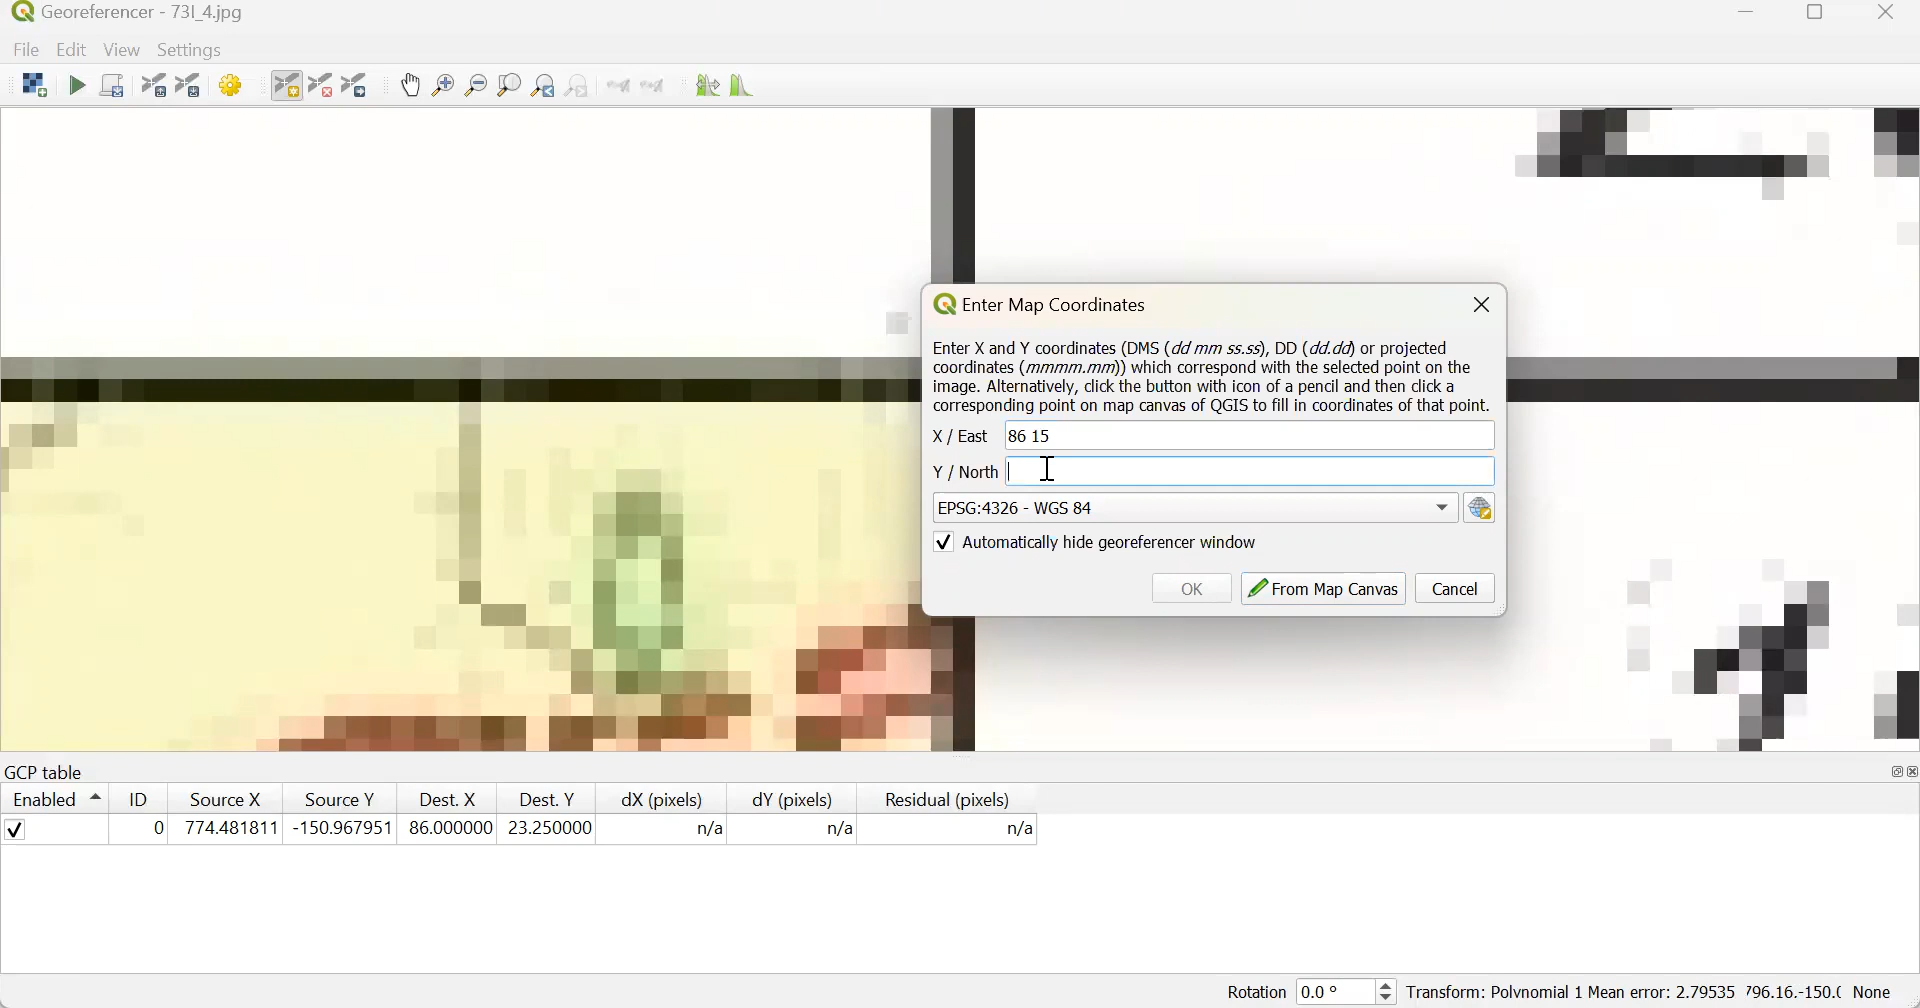 Georeferencer - 73I_4.jpg
File Edit View Settings
Enter Map Coordinates
Enter X and Y coordinates (DMS (dd mm ss.ss), DD (dd.dd) or projected
coordinates (mmmm.mm)) which correspond with the selected point on the
image. Alternatively, click the button with icon of a pencil and then click a
corresponding point on map canvas of QGIS to fill in coordinates of that point.
X / East 86 15
Y / North
EPSG:4326 - WGS 84
Automatically hide georeferencer window
OK From Map Canvas Cancel
GCP table
Enabled ID Source X Source Y Dest. X Dest. Y dX (pixels) dY (pixels) Residual (pixels)
0 774.481811 -150.967951 86.000000 23.250000 n/a n/a n/a
Rotation 0.0 ° Transform: Polynomial 1 Mean error: 2.79535 796.16,-150.( None